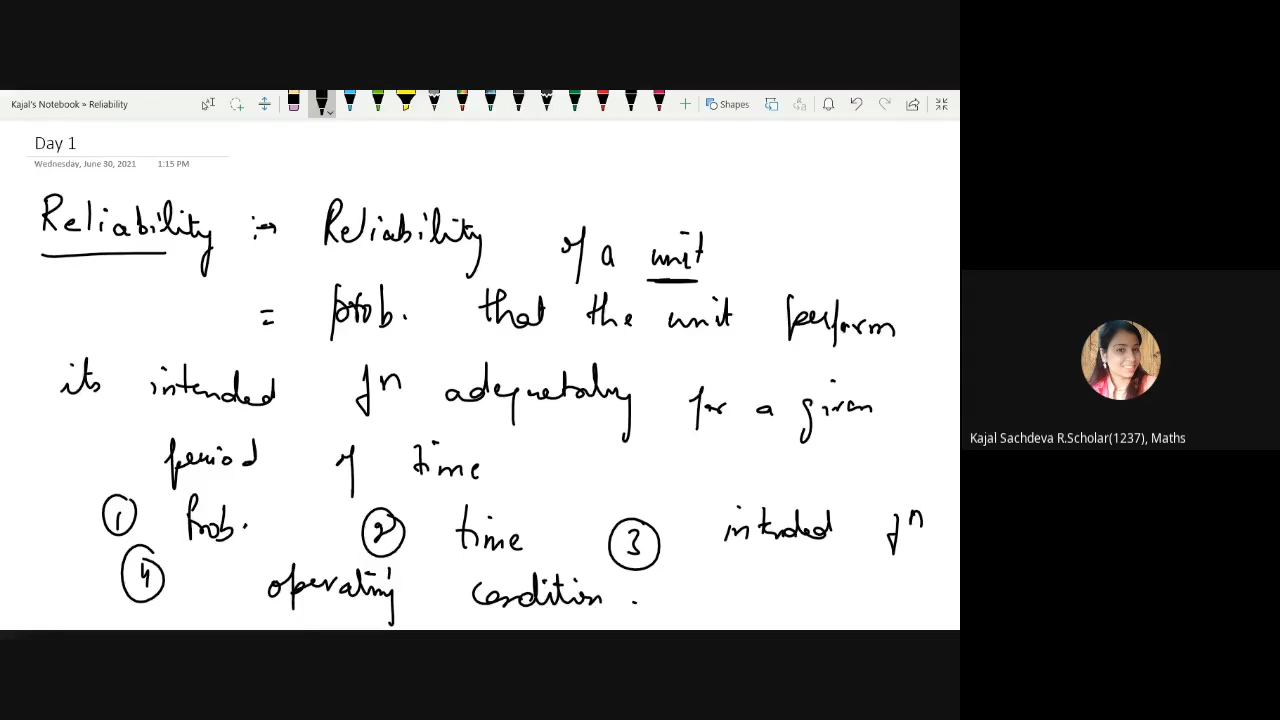 Kajal's Notebook » Reliability
Shapes
Day 1
Wednesday, June 30, 2021 1:15 PM
Reliability :→ Reliability of a unit
= prob. that the unit perform
its intended fn adequetaly for a given
period of time
① Prob. ② time ③ intended fn
④ operating condition.
Kajal Sachdeva R.Scholar(1237), Maths